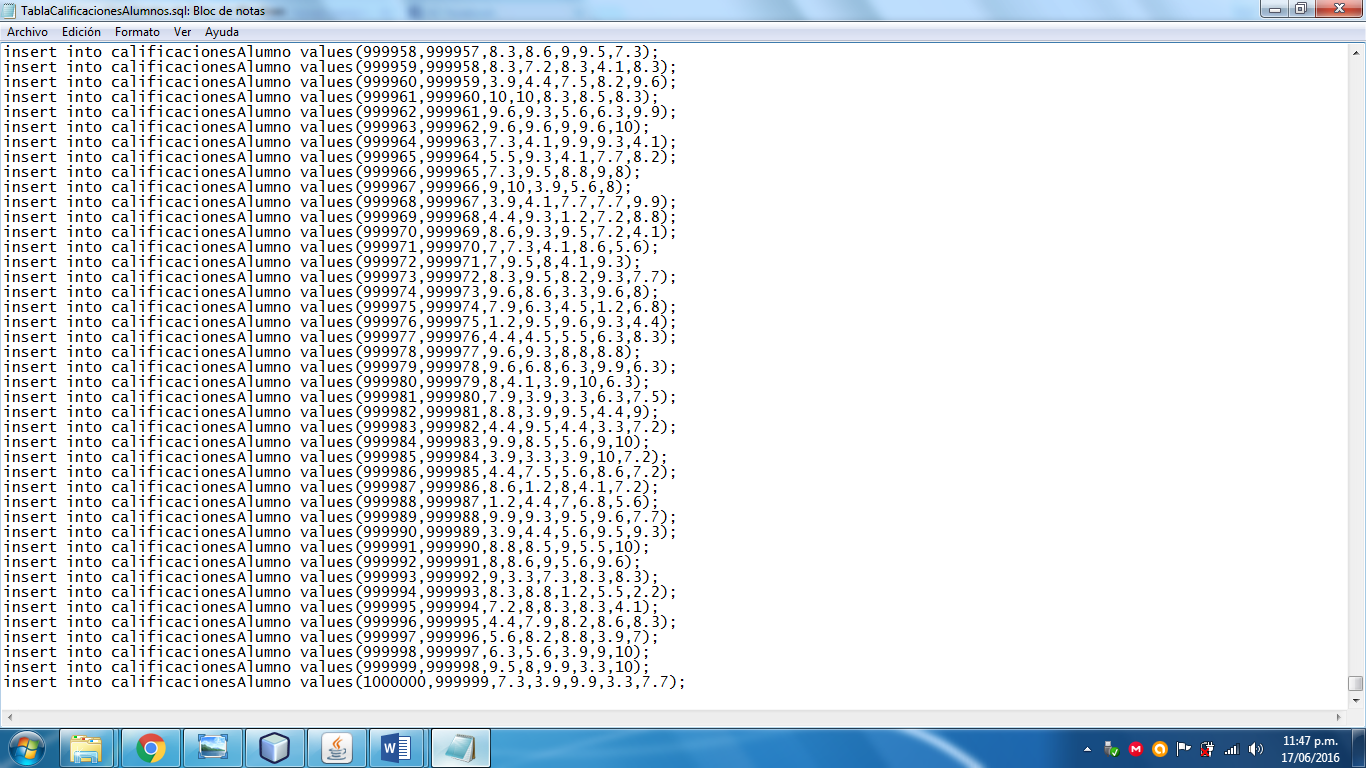 TablaCalificacionesAlumnos.sql: Bloc de notas
Archivo Edición Formato Ver Ayuda
insert into calificacionesAlumno values(999958,999957,8.3,8.6,9,9.5,7.3);
insert into calificacionesAlumno values(999959,999958,8.3,7.2,8.3,4.1,8.3);
insert into calificacionesAlumno values(999960,999959,3.9,4.4,7.5,8.2,9.6);
insert into calificacionesAlumno values(999961,999960,10,10,8.3,8.5,8.3);
insert into calificacionesAlumno values(999962,999961,9.6,9.3,5.6,6.3,9.9);
insert into calificacionesAlumno values(999963,999962,9.6,9.6,9,9.6,10);
insert into calificacionesAlumno values(999964,999963,7.3,4.1,9.9,9.3,4.1);
insert into calificacionesAlumno values(999965,999964,5.5,9.3,4.1,7.7,8.2);
insert into calificacionesAlumno values(999966,999965,7.3,9.5,8.8,9,8);
insert into calificacionesAlumno values(999967,999966,9,10,3.9,5.6,8);
insert into calificacionesAlumno values(999968,999967,3.9,4.1,7.7,7.7,9.9);
insert into calificacionesAlumno values(999969,999968,4.4,9.3,1.2,7.2,8.8);
insert into calificacionesAlumno values(999970,999969,8.6,9.3,9.5,7.2,4.1);
insert into calificacionesAlumno values(999971,999970,7,7.3,4.1,8.6,5.6);
insert into calificacionesAlumno values(999972,999971,7,9.5,8,4.1,9.3);
insert into calificacionesAlumno values(999973,999972,8.3,9.5,8.2,9.3,7.7);
insert into calificacionesAlumno values(999974,999973,9.6,8.6,3.3,9.6,8);
insert into calificacionesAlumno values(999975,999974,7.9,6.3,4.5,1.2,6.8);
insert into calificacionesAlumno values(999976,999975,1.2,9.5,9.6,9.3,4.4);
insert into calificacionesAlumno values(999977,999976,4.4,4.5,5.5,6.3,8.3);
insert into calificacionesAlumno values(999978,999977,9.6,9.3,8,8,8.8);
insert into calificacionesAlumno values(999979,999978,9.6,6.8,6.3,9.9,6.3);
insert into calificacionesAlumno values(999980,999979,8,4.1,3.9,10,6.3);
insert into calificacionesAlumno values(999981,999980,7.9,3.9,3.3,6.3,7.5);
insert into calificacionesAlumno values(999982,999981,8.8,3.9,9.5,4.4,9);
insert into calificacionesAlumno values(999983,999982,4.4,9.5,4.4,3.3,7.2);
insert into calificacionesAlumno values(999984,999983,9.9,8.5,5.6,9,10);
insert into calificacionesAlumno values(999985,999984,3.9,3.3,3.9,10,7.2);
insert into calificacionesAlumno values(999986,999985,4.4,7.5,5.6,8.6,7.2);
insert into calificacionesAlumno values(999987,999986,8.6,1.2,8,4.1,7.2);
insert into calificacionesAlumno values(999988,999987,1.2,4.4,7,6.8,5.6);
insert into calificacionesAlumno values(999989,999988,9.9,9.3,9.5,9.6,7.7);
insert into calificacionesAlumno values(999990,999989,3.9,4.4,5.6,9.5,9.3);
insert into calificacionesAlumno values(999991,999990,8.8,8.5,9,5.5,10);
insert into calificacionesAlumno values(999992,999991,8,8.6,9,5.6,9.6);
insert into calificacionesAlumno values(999993,999992,9,3.3,7.3,8.3,8.3);
insert into calificacionesAlumno values(999994,999993,8.3,8.8,1.2,5.5,2.2);
insert into calificacionesAlumno values(999995,999994,7.2,8,8.3,8.3,4.1);
insert into calificacionesAlumno values(999996,999995,4.4,7.9,8.2,8.6,8.3);
insert into calificacionesAlumno values(999997,999996,5.6,8.2,8.8,3.9,7);
insert into calificacionesAlumno values(999998,999997,6.3,5.6,3.9,9,10);
insert into calificacionesAlumno values(999999,999998,9.5,8,9.9,3.3,10);
insert into calificacionesAlumno values(1000000,999999,7.3,3.9,9.9,3.3,7.7);
11:47 p.m.
17/06/2016